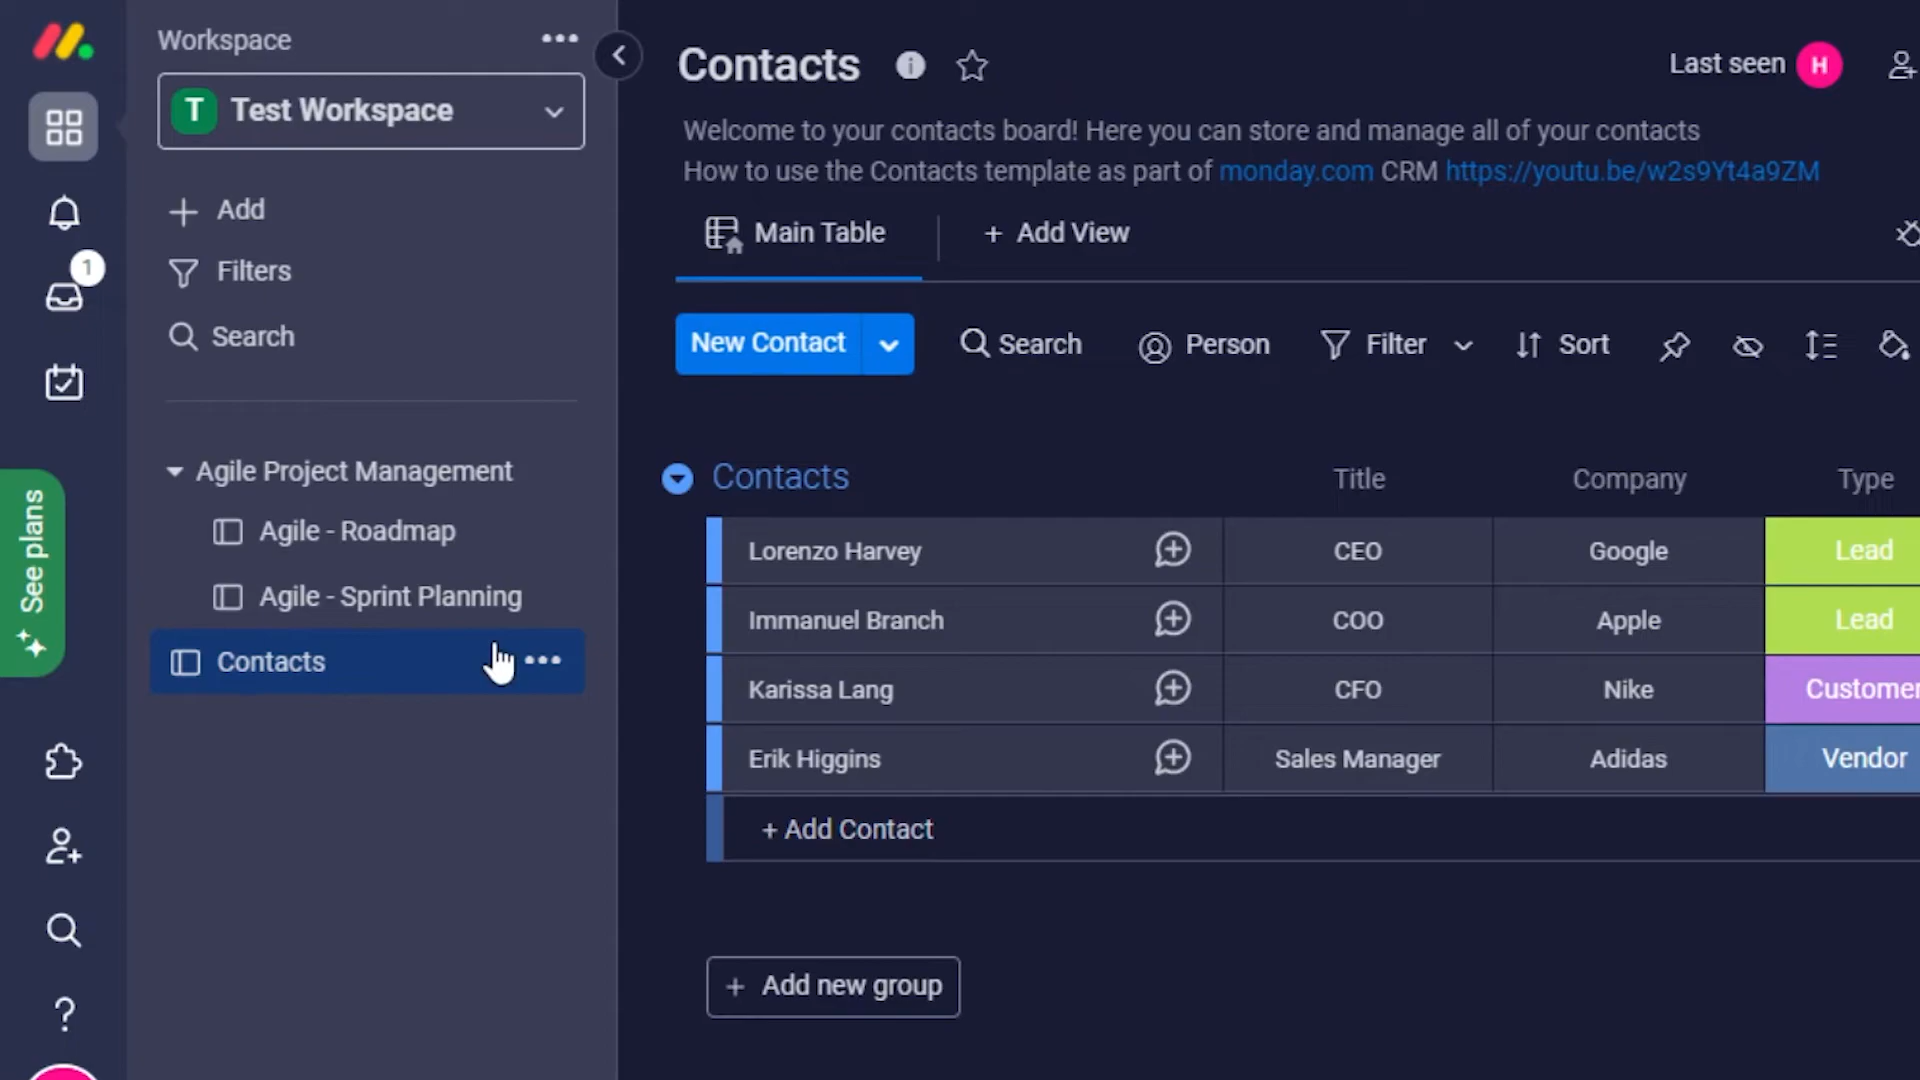 Workspace
T Test Workspace
Add
Filters
Search
1
See plans
Agile Project Management
Agile - Roadmap
Agile - Sprint Planning
Contacts
?
Contacts
Last seen H
Welcome to your contacts board! Here you can store and manage all of your contacts
How to use the Contacts template as part of monday.com CRM https://youtu.be/w2s9Yt4a9ZM
Main Table + Add View
New Contact Search Person Filter Sort
Contacts Title Company Type
Lorenzo Harvey CEO Google Lead
Immanuel Branch COO Apple Lead
Karissa Lang CFO Nike Customer
Erik Higgins Sales Manager Adidas Vendor
+ Add Contact
+ Add new group